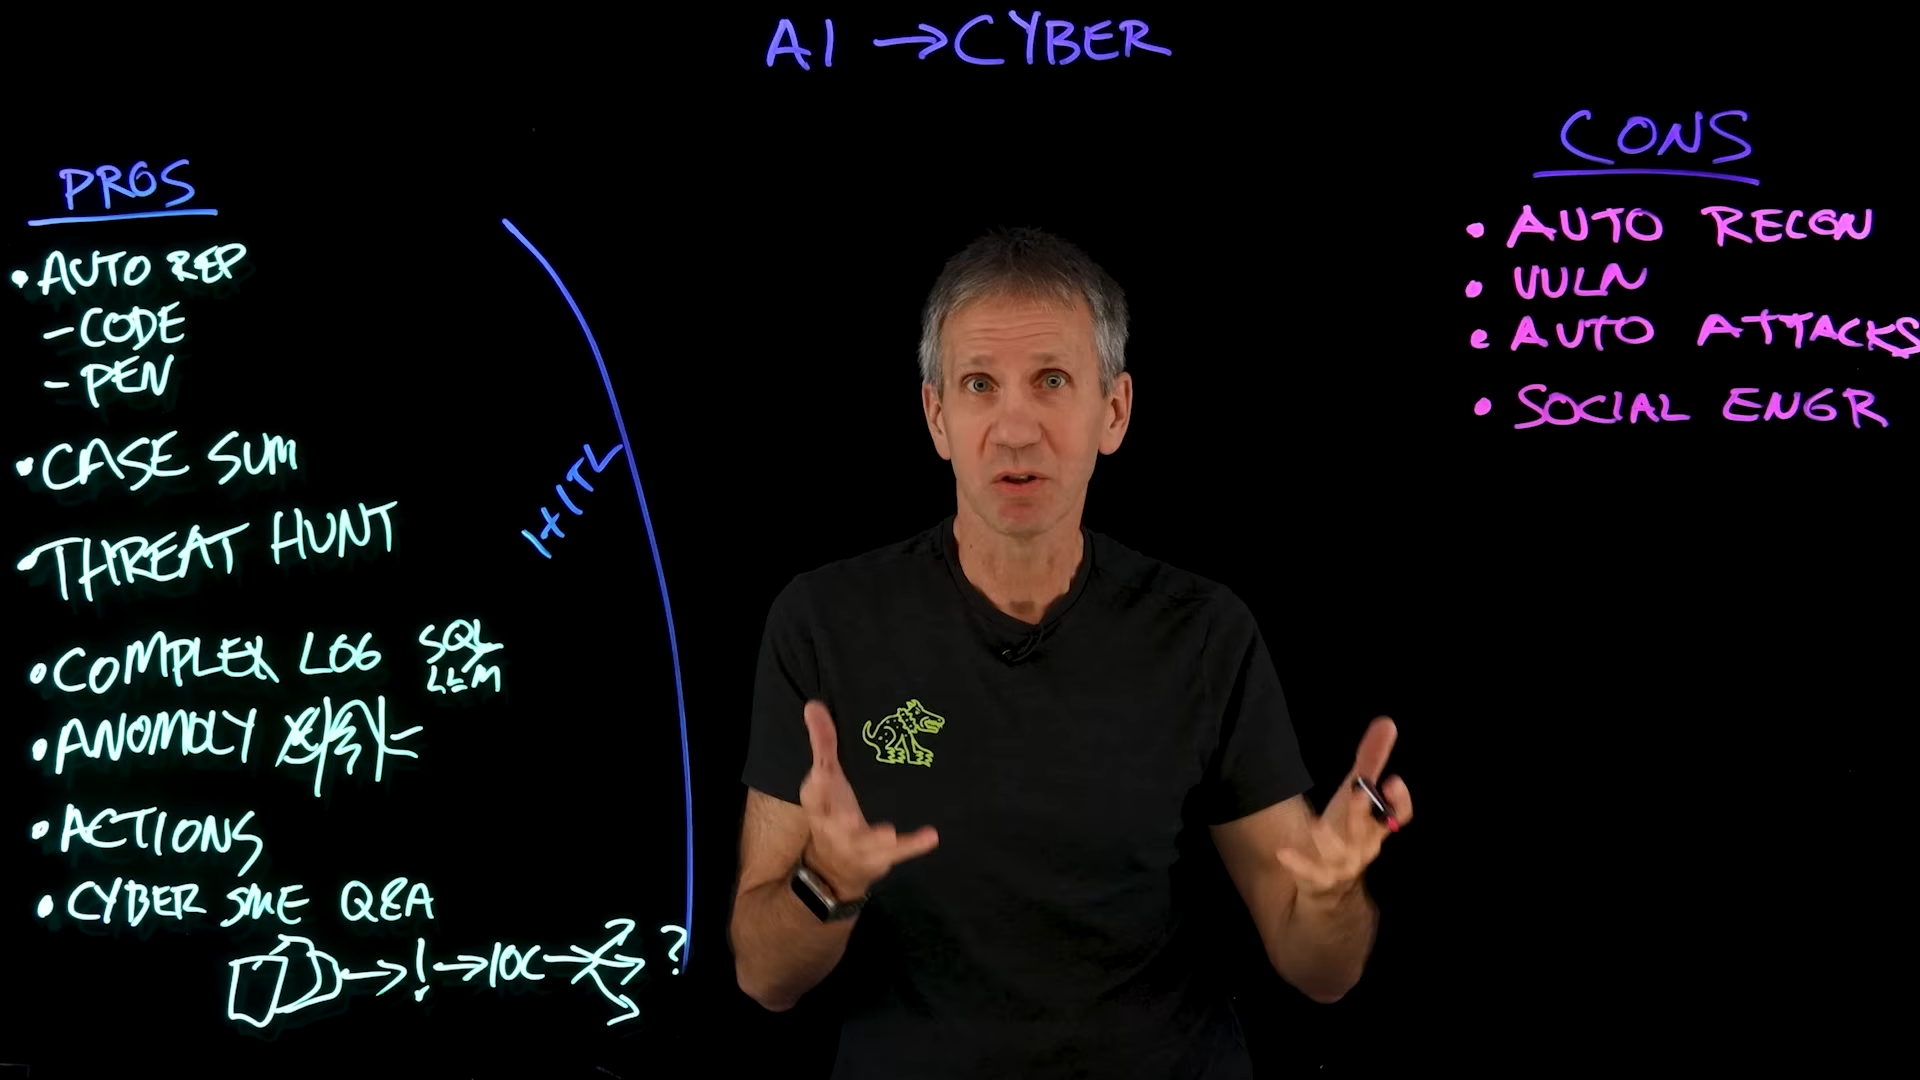 AI → CYBER
PROS
• AUTO REP
- CODE
- PEN
• CASE SUM
• THREAT HUNT
• COMPLEX LOG SQL
LLM
• ANOMOLY
• ACTIONS
• CYBER SME Q&A
→ ! → IOC → ?
HITL
CONS
• AUTO RECON
• VULN
• AUTO ATTACKS
• SOCIAL ENGR